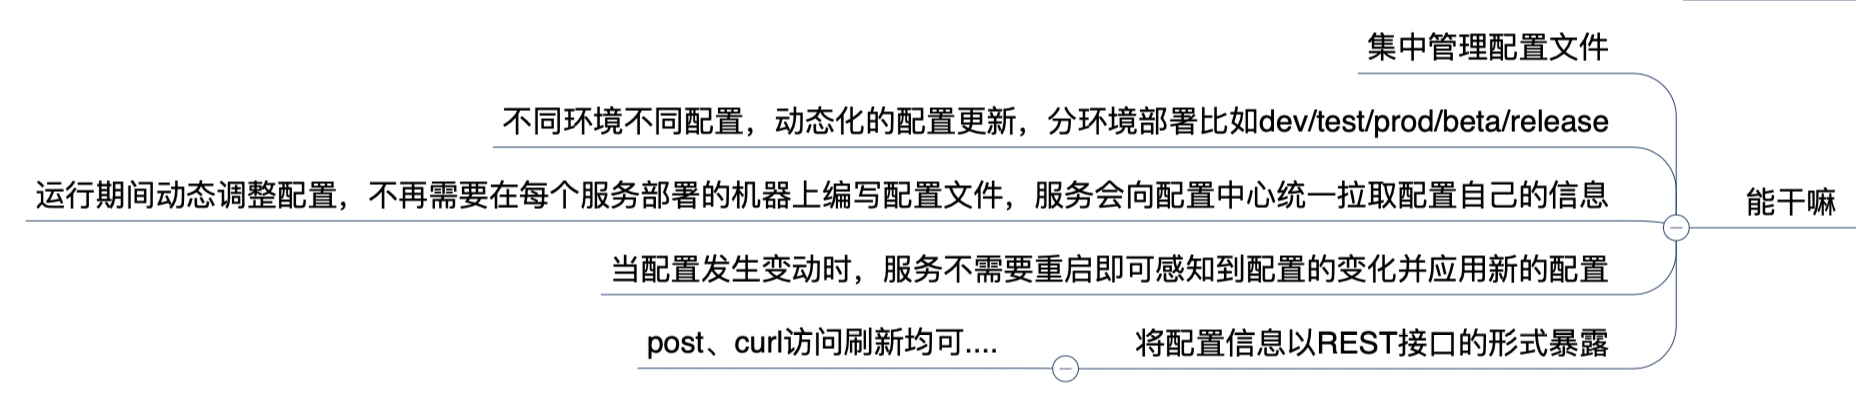 集中管理配置文件
不同环境不同配置，动态化的配置更新，分环境部署比如dev/test/prod/beta/release
运行期间动态调整配置，不再需要在每个服务部署的机器上编写配置文件，服务会向配置中心统一拉取配置自己的信息
能干嘛
当配置发生变动时，服务不需要重启即可感知到配置的变化并应用新的配置
post、curl访问刷新均可....
将配置信息以REST接口的形式暴露